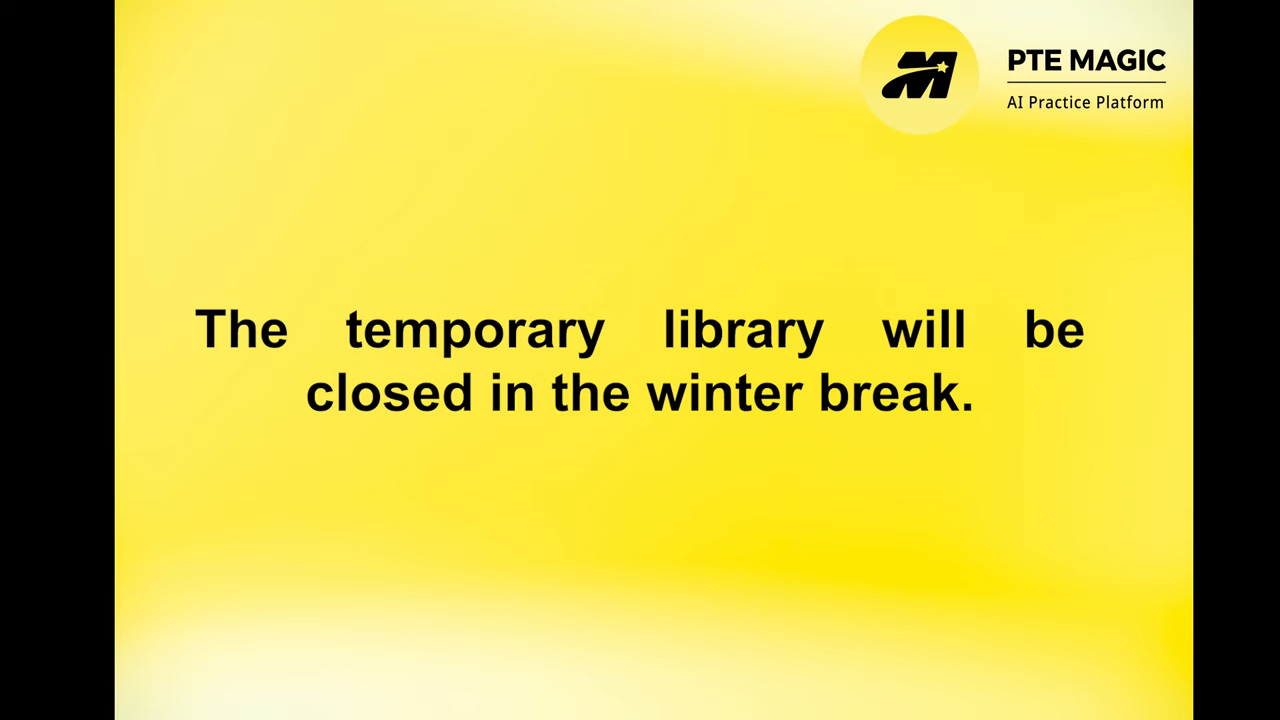 PTE MAGIC
AI Practice Platform
The temporary library will be
closed in the winter break.